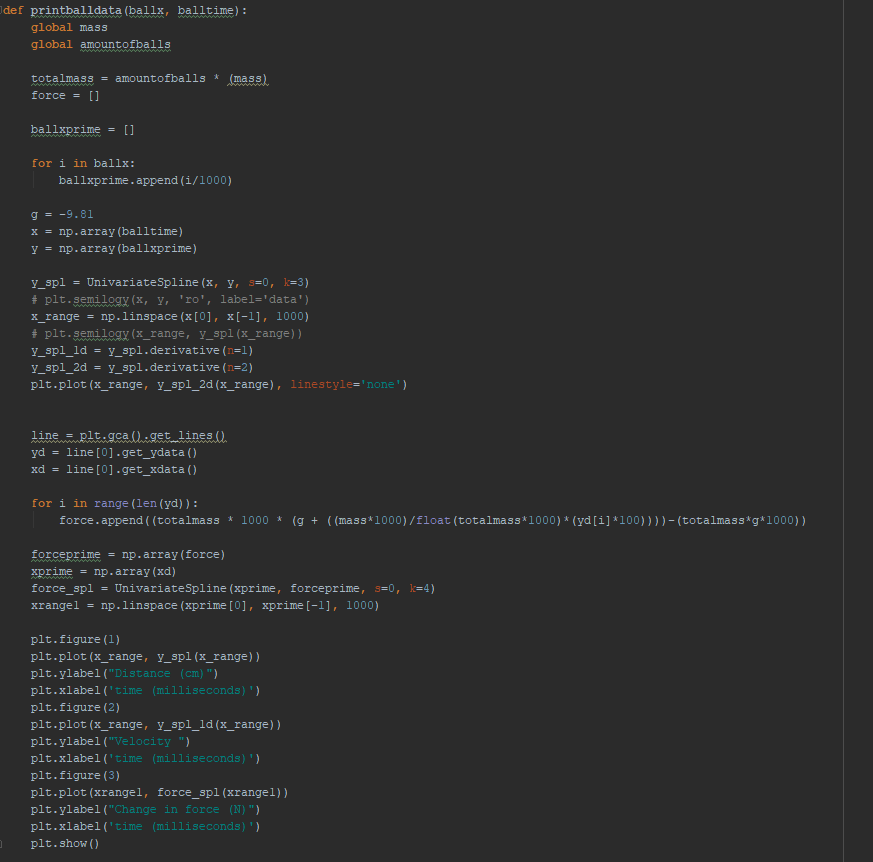 def printballdata(ballx, balltime):
global mass
global amountofballs
totalmass = amountofballs * (mass)
force = []
ballxprime = []
for i in ballx:
ballxprime.append(i/1000)
g = -9.81
x = np.array(balltime)
y = np.array(ballxprime)
y_spl = UnivariateSpline(x, y, s=0, k=3)
# plt.semilogy(x, y, 'ro', label='data')
x_range = np.linspace(x[0], x[-1], 1000)
# plt.semilogy(x_range, y_spl(x_range))
y_spl_1d = y_spl.derivative(n=1)
y_spl_2d = y_spl.derivative(n=2)
plt.plot(x_range, y_spl_2d(x_range), linestyle='none')
line = plt.gca().get_lines()
yd = line[0].get_ydata()
xd = line[0].get_xdata()
for i in range(len(yd)):
force.append((totalmass * 1000 * (g + ((mass*1000)/float(totalmass*1000)*(yd[i]*100))))-(totalmass*g*1000))
forceprime = np.array(force)
xprime = np.array(xd)
force_spl = UnivariateSpline(xprime, forceprime, s=0, k=4)
xrange1 = np.linspace(xprime[0], xprime[-1], 1000)
plt.figure(1)
plt.plot(x_range, y_spl(x_range))
plt.ylabel("Distance (cm)")
plt.xlabel('time (milliseconds)')
plt.figure(2)
plt.plot(x_range, y_spl_1d(x_range))
plt.ylabel("Velocity ")
plt.xlabel('time (milliseconds)')
plt.figure(3)
plt.plot(xrange1, force_spl(xrange1))
plt.ylabel("Change in force (N)")
plt.xlabel('time (milliseconds)')
plt.show()